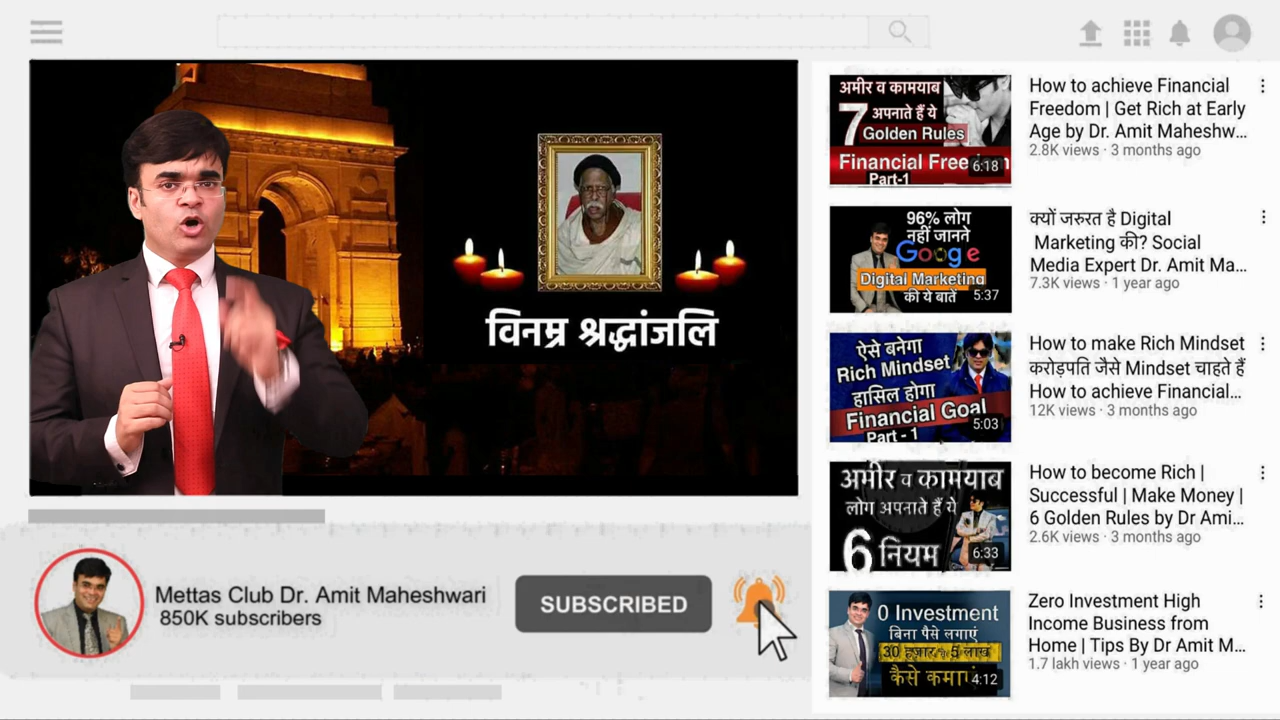 विनम्र श्रद्धांजलि
Mettas Club Dr. Amit Maheshwari
850K subscribers
SUBSCRIBED
अमीर व कामयाब
7 अपनाते हैं ये
Golden Rules
Financial Freedom
Part-1
6:18
How to achieve Financial
Freedom | Get Rich at Early
Age by Dr. Amit Maheshw...
2.8K views · 3 months ago
96% लोग
नहीं जानते
Google
Digital Marketing
की ये बातें
5:37
क्यों जरुरत है Digital
Marketing की? Social
Media Expert Dr. Amit Ma...
7.3K views · 1 year ago
ऐसे बनेगा
Rich Mindset
हासिल होगा
Financial Goal
Part - 1
5:03
How to make Rich Mindset
करोड़पति जैसे Mindset चाहते हैं
How to achieve Financial...
12K views · 3 months ago
अमीर व कामयाब
लोग अपनाते हैं ये
6 नियम
6:33
How to become Rich |
Successful | Make Money |
6 Golden Rules by Dr Ami...
2.6K views · 3 months ago
0 Investment
बिना पैसे लगाएं
30 हजार से 5 लाख
कैसे कमाएं
4:12
Zero Investment High
Income Business from
Home | Tips By Dr Amit M...
1.7 lakh views · 1 year ago